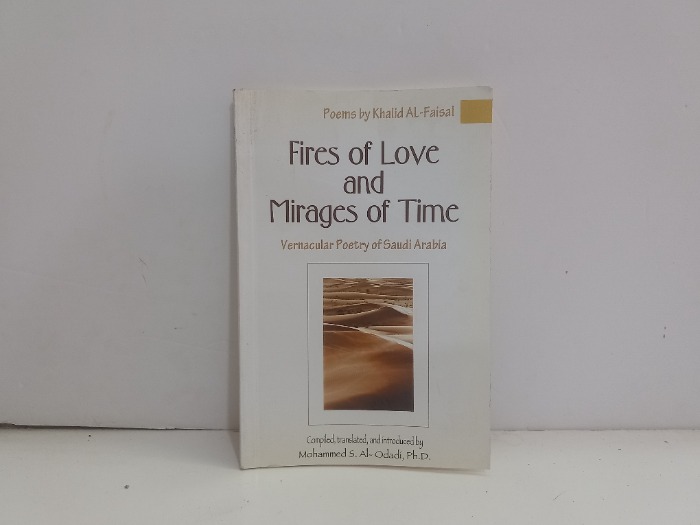 Poems by Khalid AL-Faisal
Fires of Love
and
Mirages of Time
Vernacular Poetry of Saudi Arabia
Compiled, translated, and introduced by
Mohammed S. Al- Odadi, Ph.D.